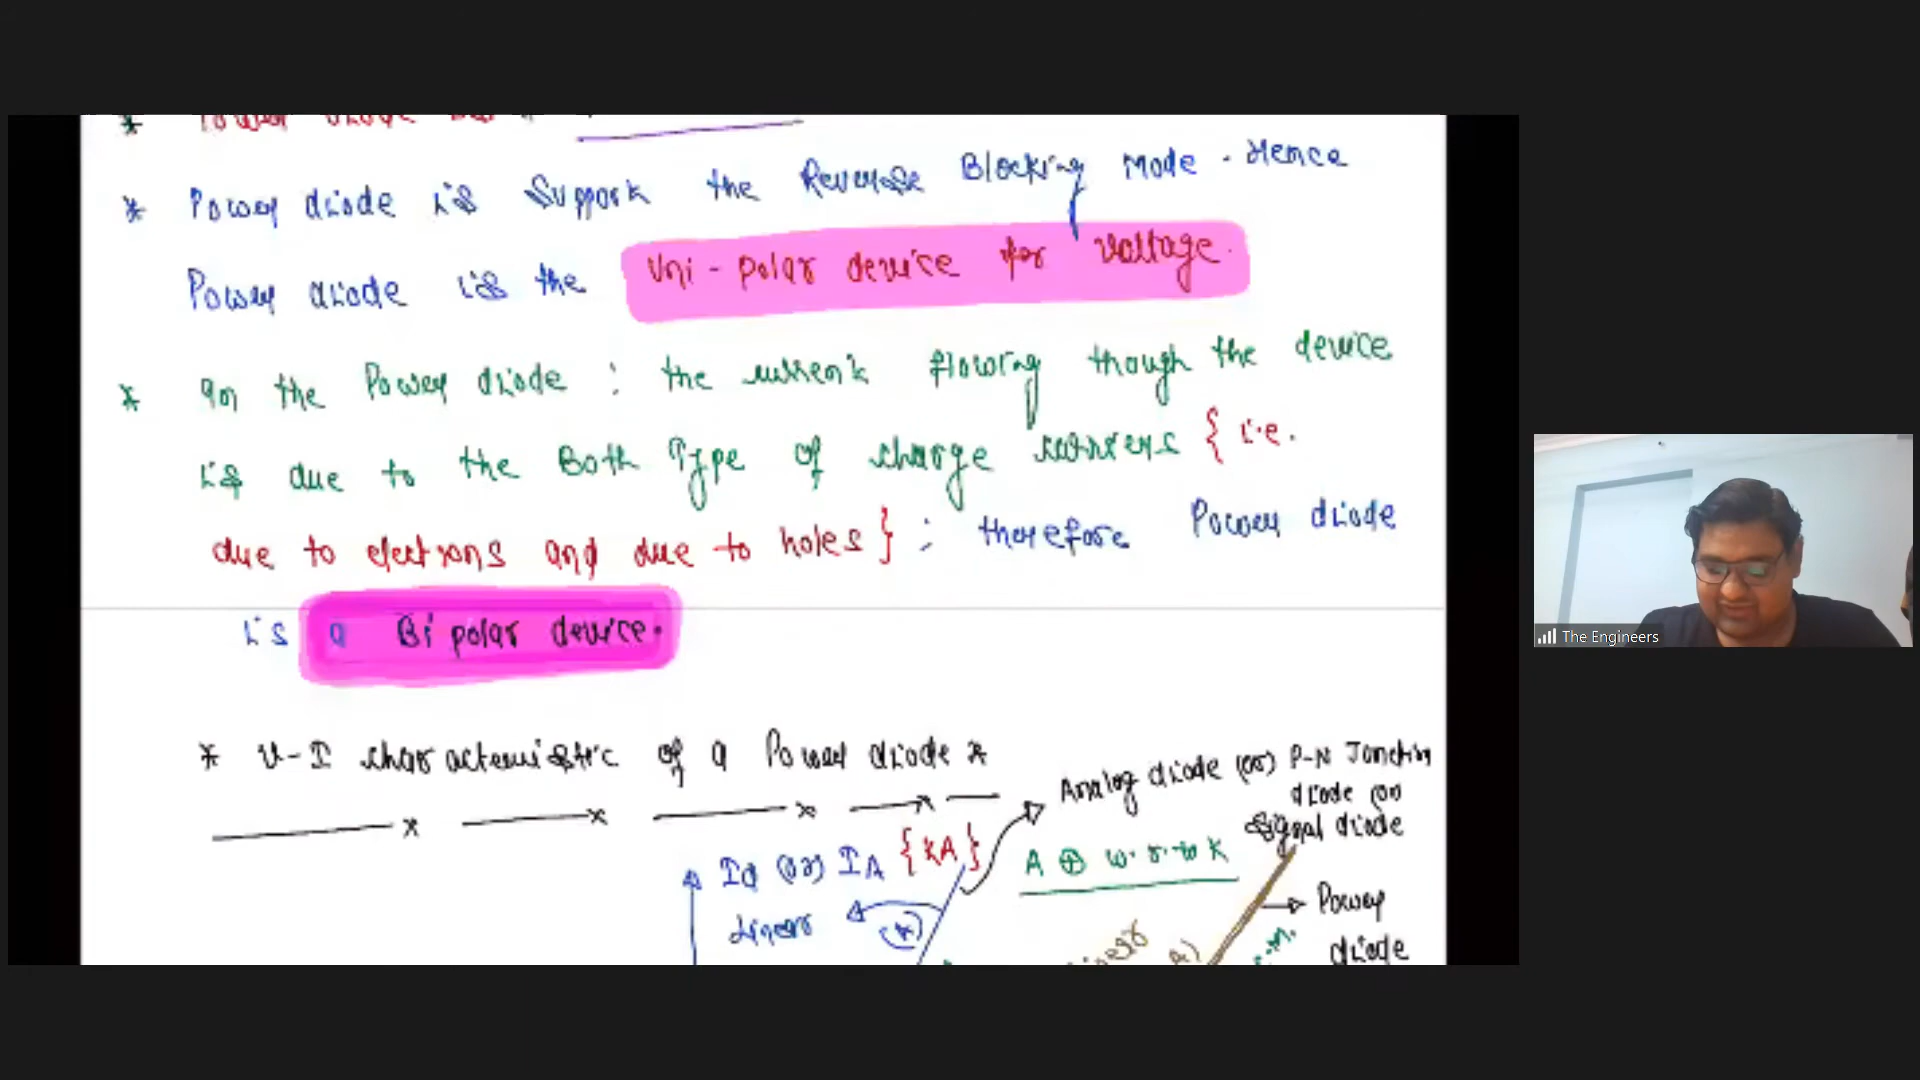 * Power diode
* Power diode is Support the Reverse Blocking Mode. Hence
Power diode is the Uni-polar device for voltage.
* In the Power diode : the current flowing though the device
is due to the Both Type of charge carriers { i.e.
due to electrons and due to holes } : therefore Power diode
is a Bipolar device.
* V-I characteristic of a Power diode *
Analog diode (or) P-N Junction
diode (or)
Signal diode
Id (or) IA {kA}
A ⊕ w.r.to K
Linear
(*)
Power
diode
The Engineers